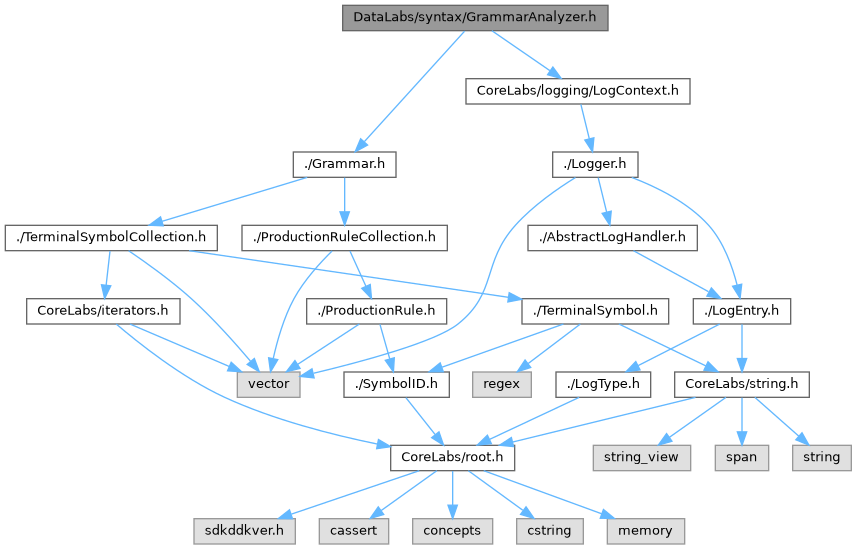 DataLabs/syntax/GrammarAnalyzer.h
CoreLabs/logging/LogContext.h
./Grammar.h
./Logger.h
./TerminalSymbolCollection.h
./ProductionRuleCollection.h
./AbstractLogHandler.h
CoreLabs/iterators.h
./ProductionRule.h
./TerminalSymbol.h
./LogEntry.h
vector
./SymbolID.h
regex
./LogType.h
CoreLabs/string.h
CoreLabs/root.h
string_view
span
string
sdkddkver.h
cassert
concepts
cstring
memory